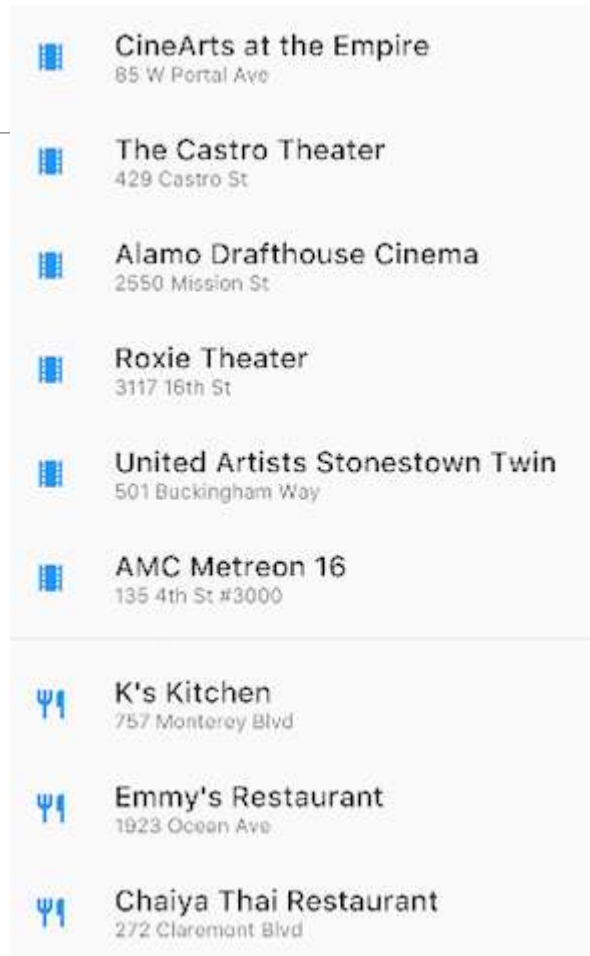 CineArts at the Empire
85 W Portal Ave
The Castro Theater
429 Castro St
Alamo Drafthouse Cinema
2550 Mission St
Roxie Theater
3117 16th St
United Artists Stonestown Twin
501 Buckingham Way
AMC Metreon 16
135 4th St #3000
K's Kitchen
757 Monterey Blvd
Emmy's Restaurant
1923 Ocean Ave
Chaiya Thai Restaurant
272 Claremont Blvd